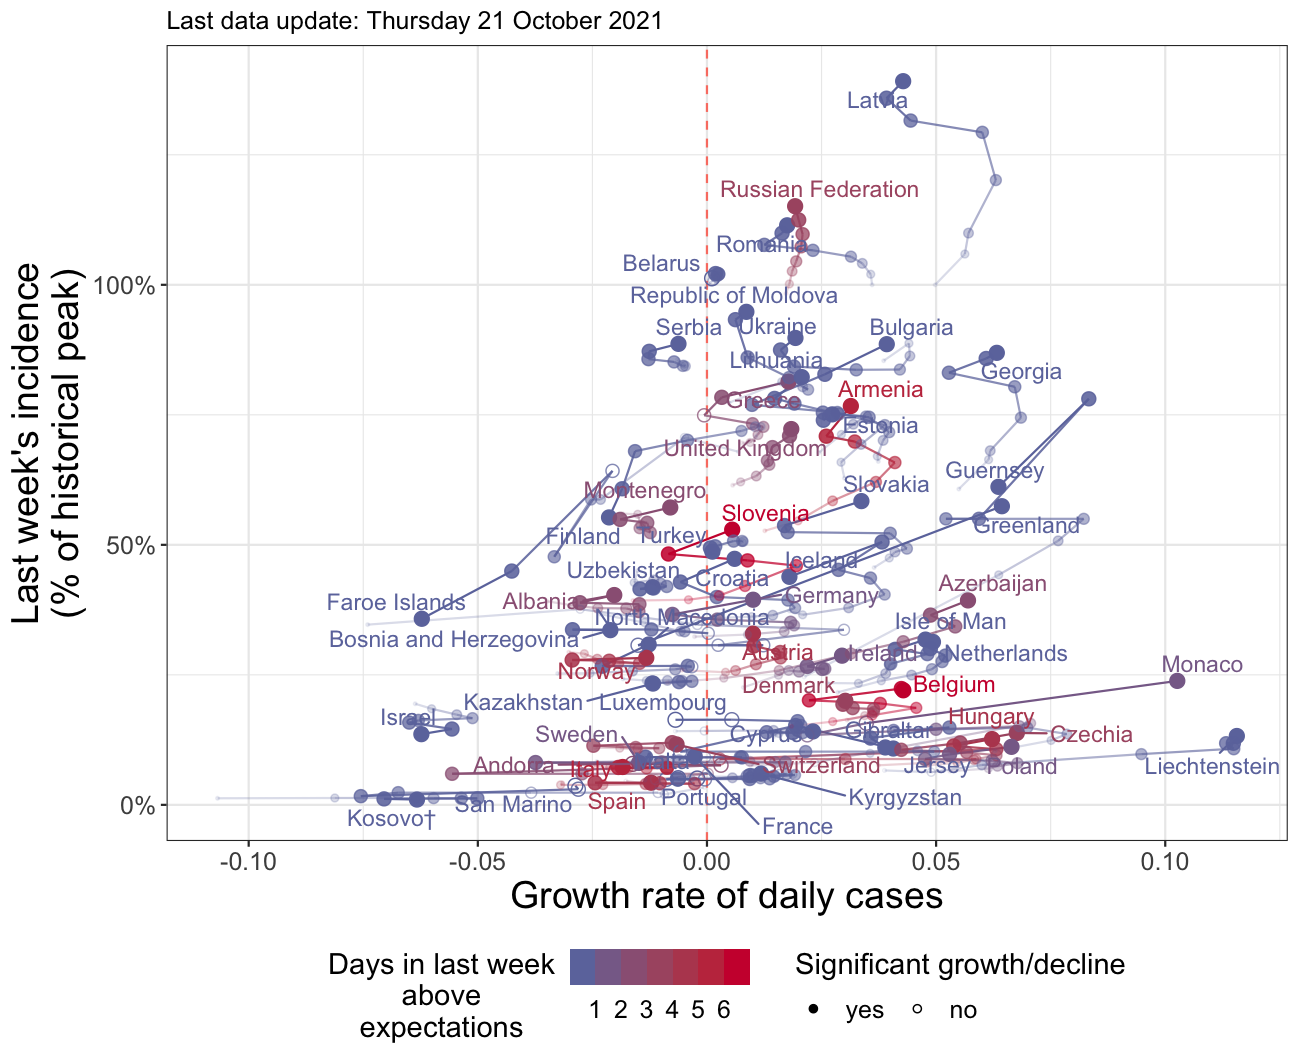 Last data update: Thursday 21 October 2021
Last week's incidence
(% of historical peak)
100%
50%
0%
Latvia
Russian Federation
Romania
Belarus
Republic of Moldova
Serbia
Ukraine
Bulgaria
Lithuania
Georgia
Armenia
Greece
Estonia
United Kingdom
Guernsey
Montenegro
Slovakia
Slovenia
Greenland
Finland
Turkey
Iceland
Uzbekistan
Croatia
Azerbaijan
Faroe Islands
Albania
Germany
North Macedonia
Isle of Man
Bosnia and Herzegovina
Austria
Ireland
Netherlands
Monaco
Norway
Denmark
Belgium
Kazakhstan
Luxembourg
Israel
Hungary
Sweden
Cyprus
Gibraltar
Czechia
Andorra
Italy
Switzerland
Jersey
Poland
Liechtenstein
San Marino
Spain
Portugal
Kyrgyzstan
Kosovo†
France
-0.10
-0.05
0.00
0.05
0.10
Growth rate of daily cases
Days in last week
above
expectations
1 2 3 4 5 6
Significant growth/decline
yes
no